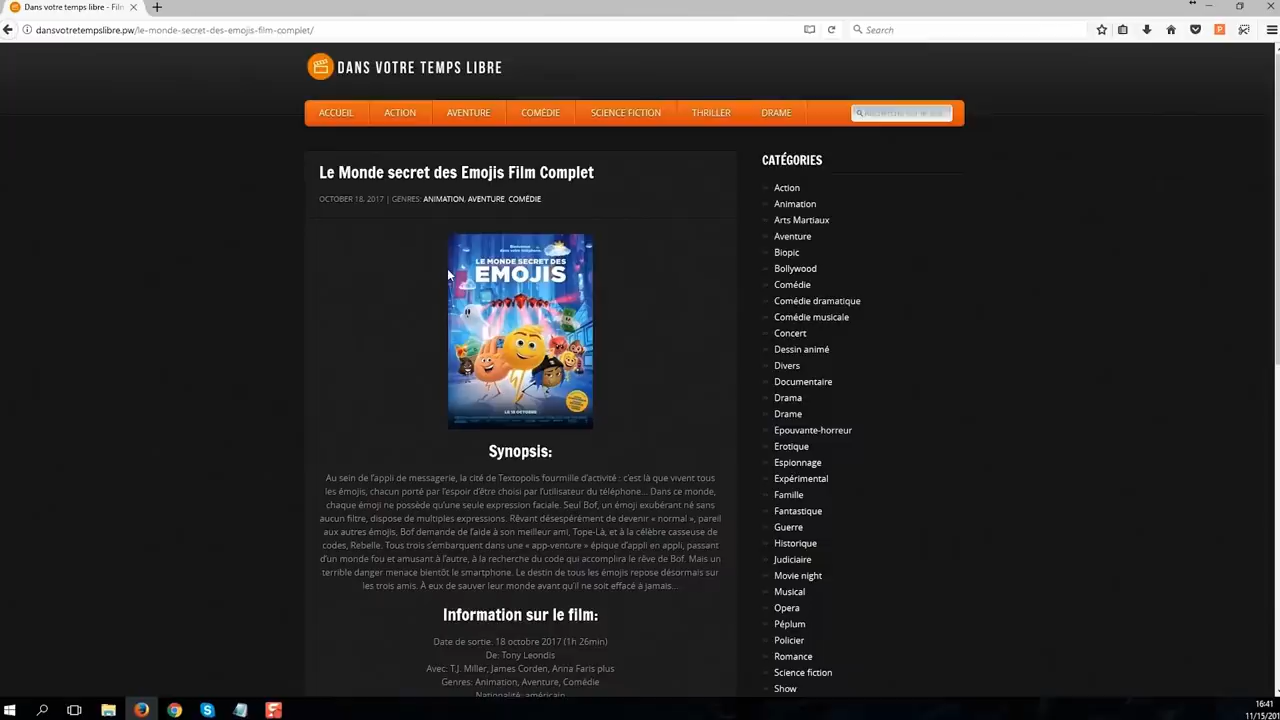 Dans votre temps libre - Film
dansvotretempslibre.pw/le-monde-secret-des-emojis-film-complet/
Search
DANS VOTRE TEMPS LIBRE
ACCUEIL
ACTION
AVENTURE
COMÉDIE
SCIENCE FICTION
THRILLER
DRAME
Le Monde secret des Emojis Film Complet
OCTOBER 18, 2017 | GENRES: ANIMATION, AVENTURE, COMÉDIE
LE MONDE SECRET DES
EMOJIS
LE 18 OCTOBRE
Synopsis:
Au sein de l'appli de messagerie, la cité de Textopolis fourmille d'activité : c'est là que vivent tous
les émojis, chacun porté par l'espoir d'être choisi par l'utilisateur du téléphone... Dans ce monde,
chaque émoji ne possède qu'une seule expression faciale. Seul Bof, un émoji exubérant né sans
aucun filtre, dispose de multiples expressions. Rêvant désespérément de devenir « normal », pareil
aux autres émojis, Bof demande de l'aide à son meilleur ami, Tope-Là, et à la célèbre casseuse de
codes, Rebelle. Tous trois s'embarquent dans une « app-venture » épique d'appli en appli, passant
d'un monde fou et amusant à l'autre, à la recherche du code qui accomplira le rêve de Bof. Mais un
terrible danger menace bientôt le smartphone. Le destin de tous les émojis repose désormais sur
les trois amis. À eux de sauver leur monde avant qu'il ne soit effacé à jamais...
Information sur le film:
Date de sortie. 18 octobre 2017 (1h 26min)
De: Tony Leondis
Avec: T.J. Miller, James Corden, Anna Faris plus
Genres: Animation, Aventure, Comédie
Nationalité: américain
CATÉGORIES
Action
Animation
Arts Martiaux
Aventure
Biopic
Bollywood
Comédie
Comédie dramatique
Comédie musicale
Concert
Dessin animé
Divers
Documentaire
Drama
Drame
Epouvante-horreur
Erotique
Espionnage
Expérimental
Famille
Fantastique
Guerre
Historique
Judiciaire
Movie night
Musical
Opera
Péplum
Policier
Romance
Science fiction
Show
16:41
11/15/201